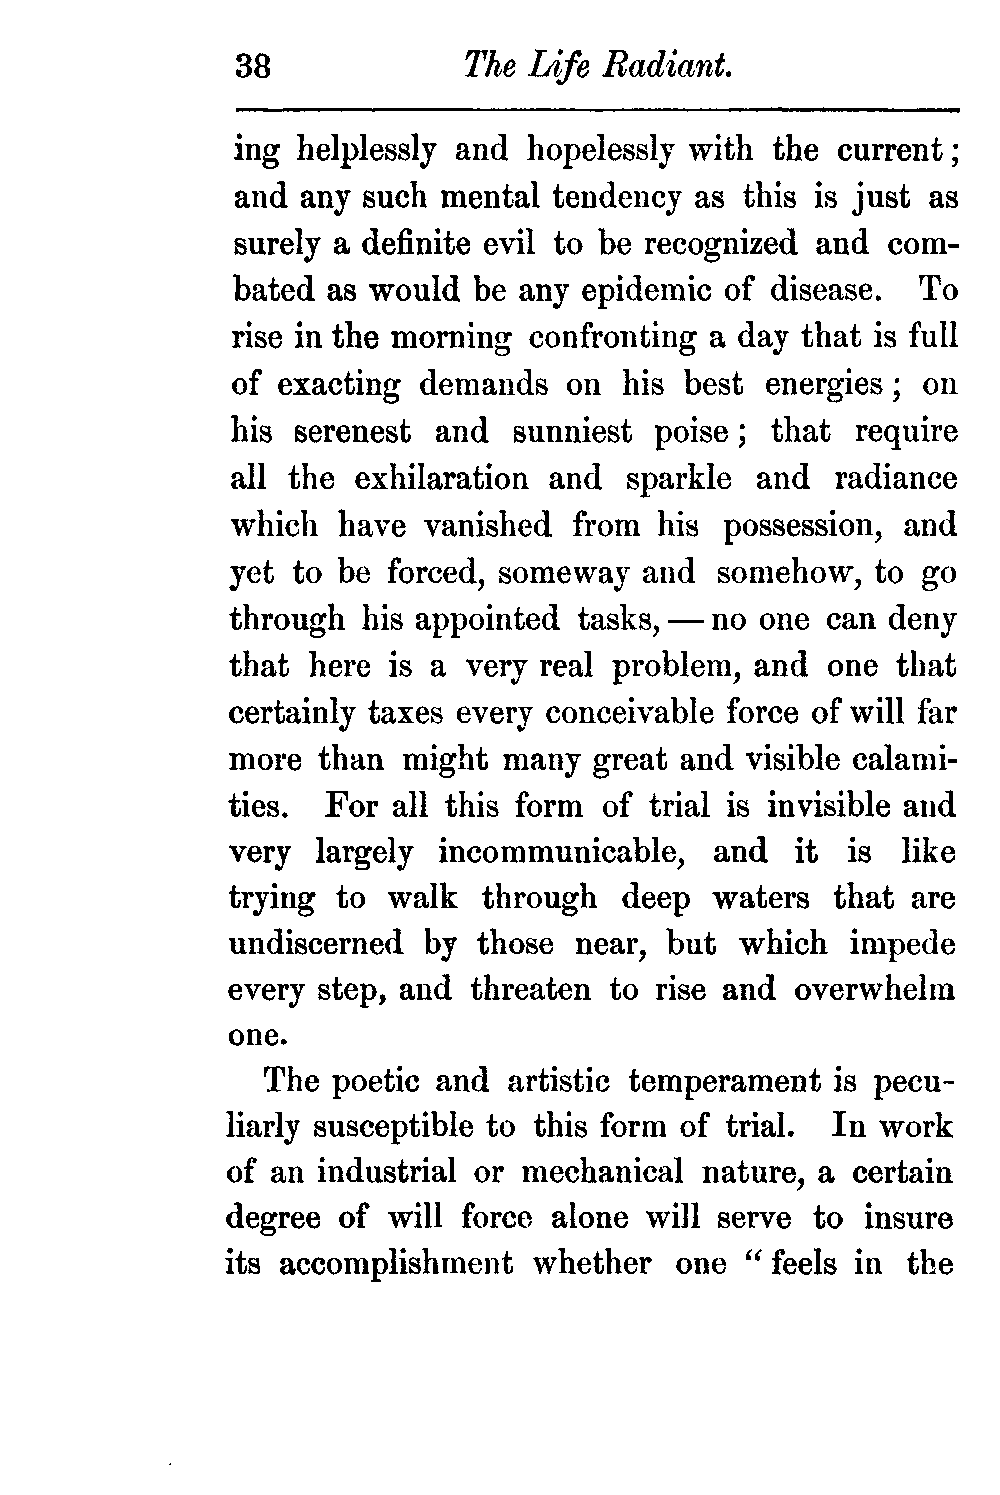 38 The Life Radiant.
ing helplessly and hopelessly with the current;
and any such mental tendency as this is just as
surely a definite evil to be recognized and com-
bated as would be any epidemic of disease. To
rise in the morning confronting a day that is full
of exacting demands on his best energies; on
his serenest and sunniest poise; that require
all the exhilaration and sparkle and radiance
which have vanished from his possession, and
yet to be forced, someway and somehow, to go
through his appointed tasks, — no one can deny
that here is a very real problem, and one that
certainly taxes every conceivable force of will far
more than might many great and visible calami-
ties. For all this form of trial is invisible and
very largely incommunicable, and it is like
trying to walk through deep waters that are
undiscerned by those near, but which impede
every step, and threaten to rise and overwhelm
one.
The poetic and artistic temperament is pecu-
liarly susceptible to this form of trial. In work
of an industrial or mechanical nature, a certain
degree of will force alone will serve to insure
its accomplishment whether one “feels in the